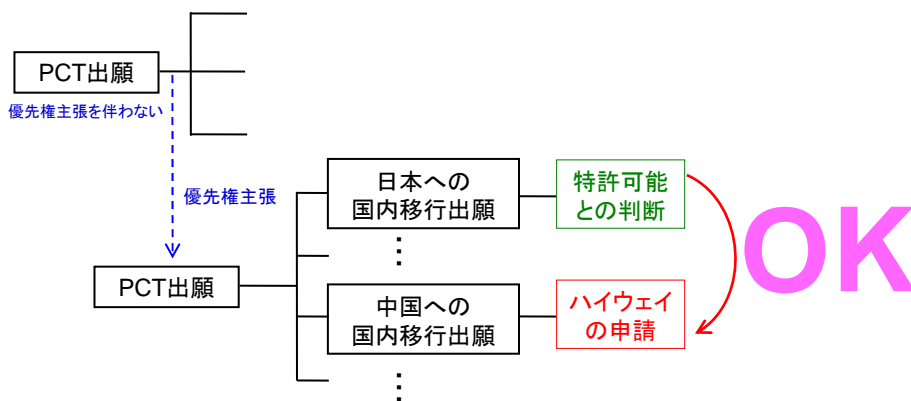 PCT出願
優先権主張を伴わない
優先権主張
日本への
国内移行出願
特許可能
との判断
OK
PCT出願
中国への
国内移行出願
ハイウェイ
の申請